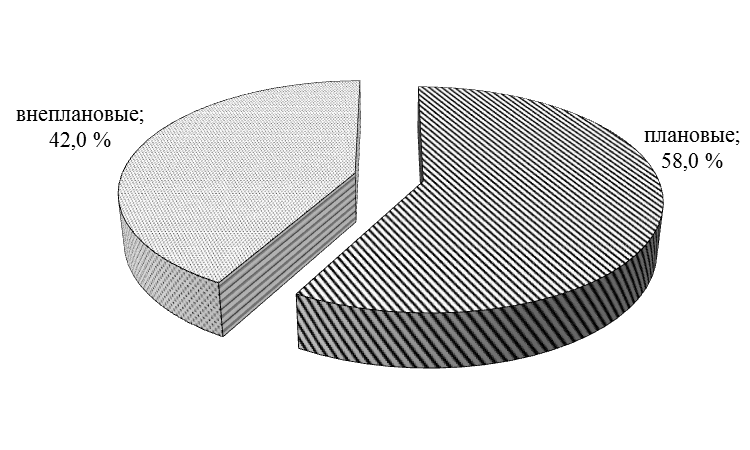 внеплановые;
42,0 %
плановые;
58,0 %